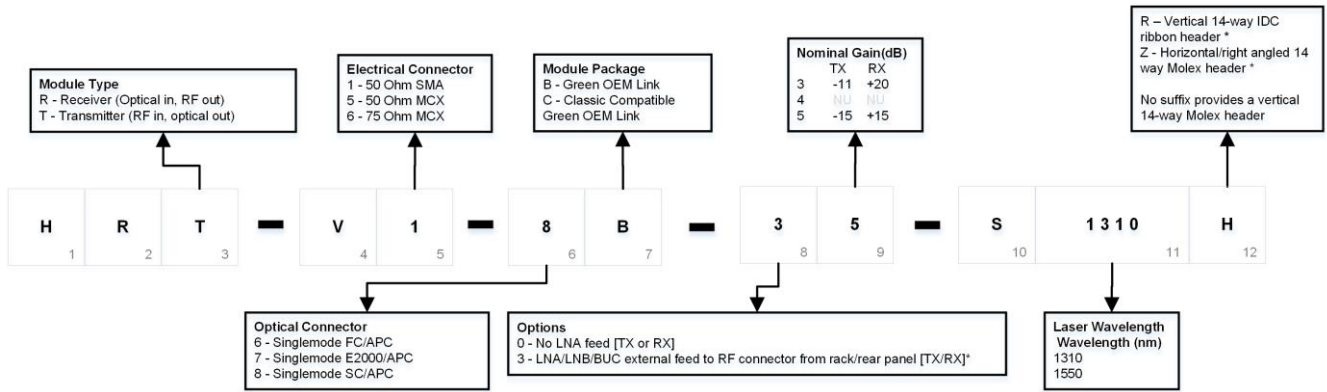 Module Type
R - Receiver (Optical in, RF out)
T - Transmitter (RF in, optical out)
Electrical Connector
1 - 50 Ohm SMA
5 - 50 Ohm MCX
6 - 75 Ohm MCX
Module Package
B - Green OEM Link
C - Classic Compatible
Green OEM Link
Nominal Gain(dB)
TX RX
3 -11 +20
4 NU NU
5 -15 +15
R – Vertical 14-way IDC
ribbon header *
Z - Horizontal/right angled 14
way Molex header *
No suffix provides a vertical
14-way Molex header
H R T - V 1 - 8 B - 3 5 - S 1310 H
1 2 3 4 5 6 7 8 9 10 11 12
Optical Connector
6 - Singlemode FC/APC
7 - Singlemode E2000/APC
8 - Singlemode SC/APC
Options
0 - No LNA feed [TX or RX]
3 - LNA/LNB/BUC external feed to RF connector from rack/rear panel [TX/RX]*
Laser Wavelength
Wavelength (nm)
1310
1550